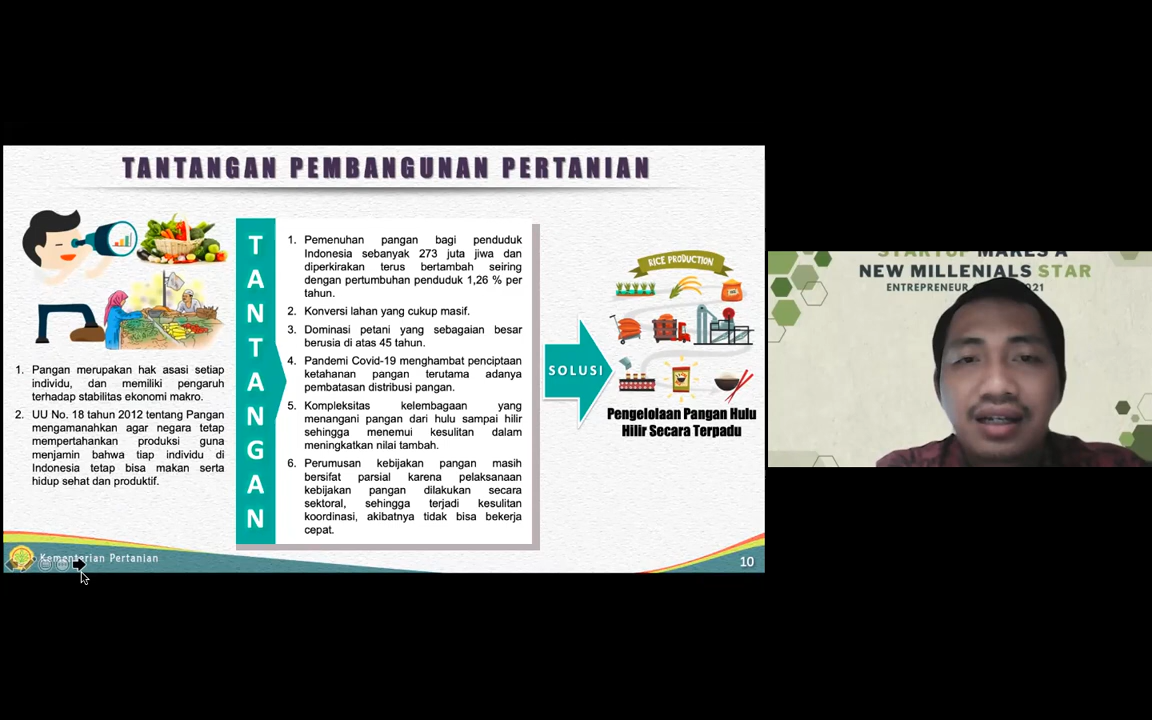 TANTANGAN PEMBANGUNAN PERTANIAN
1. Pangan merupakan hak asasi setiap
individu, dan memiliki pengaruh
terhadap stabilitas ekonomi makro.
2. UU No. 18 tahun 2012 tentang Pangan
mengamanahkan agar negara tetap
mempertahankan produksi guna
menjamin bahwa tiap individu di
Indonesia tetap bisa makan serta
hidup sehat dan produktif.
TANTANGAN
1. Pemenuhan pangan bagi penduduk
Indonesia sebanyak 273 juta jiwa dan
diperkirakan terus bertambah seiring
dengan pertumbuhan penduduk 1,26 % per
tahun.
2. Konversi lahan yang cukup masif.
3. Dominasi petani yang sebagian besar
berusia di atas 45 tahun.
4. Pandemi Covid-19 menghambat penciptaan
ketahanan pangan terutama adanya
pembatasan distribusi pangan.
5. Kompleksitas kelembagaan yang
menangani pangan dari hulu sampai hilir
sehingga menemui kesulitan dalam
meningkatkan nilai tambah.
6. Perumusan kebijakan pangan masih
bersifat parsial karena pelaksanaan
kebijakan pangan dilakukan secara
sektoral, sehingga terjadi kesulitan
koordinasi, akibatnya tidak bisa bekerja
cepat.
SOLUSI
RICE PRODUCTION
Pengelolaan Pangan Hulu
Hilir Secara Terpadu
Kementerian Pertanian
10
STARTUP MAKES A
NEW MILLENIALS STAR
ENTREPRENEUR 2021